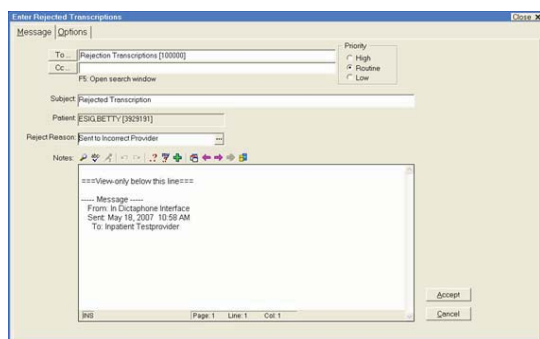 Enter Rejected Transcriptions
Close X
Message Options
To... Rejection Transcriptions [100000]
Cc...
F5: Open search window
Priority
High
Routine
Low
Subject: Rejected Transcription
Patient: ESIG,BETTY [3929191]
Reject Reason: Sent to Incorrect Provider ...
Notes:
===View-only below this line===
----- Message -----
From: In Dictaphone Interface
Sent: May 18, 2007 10:58 AM
To: Inpatient Testprovider
INS Page: 1 Line: 1 Col: 1
Accept
Cancel